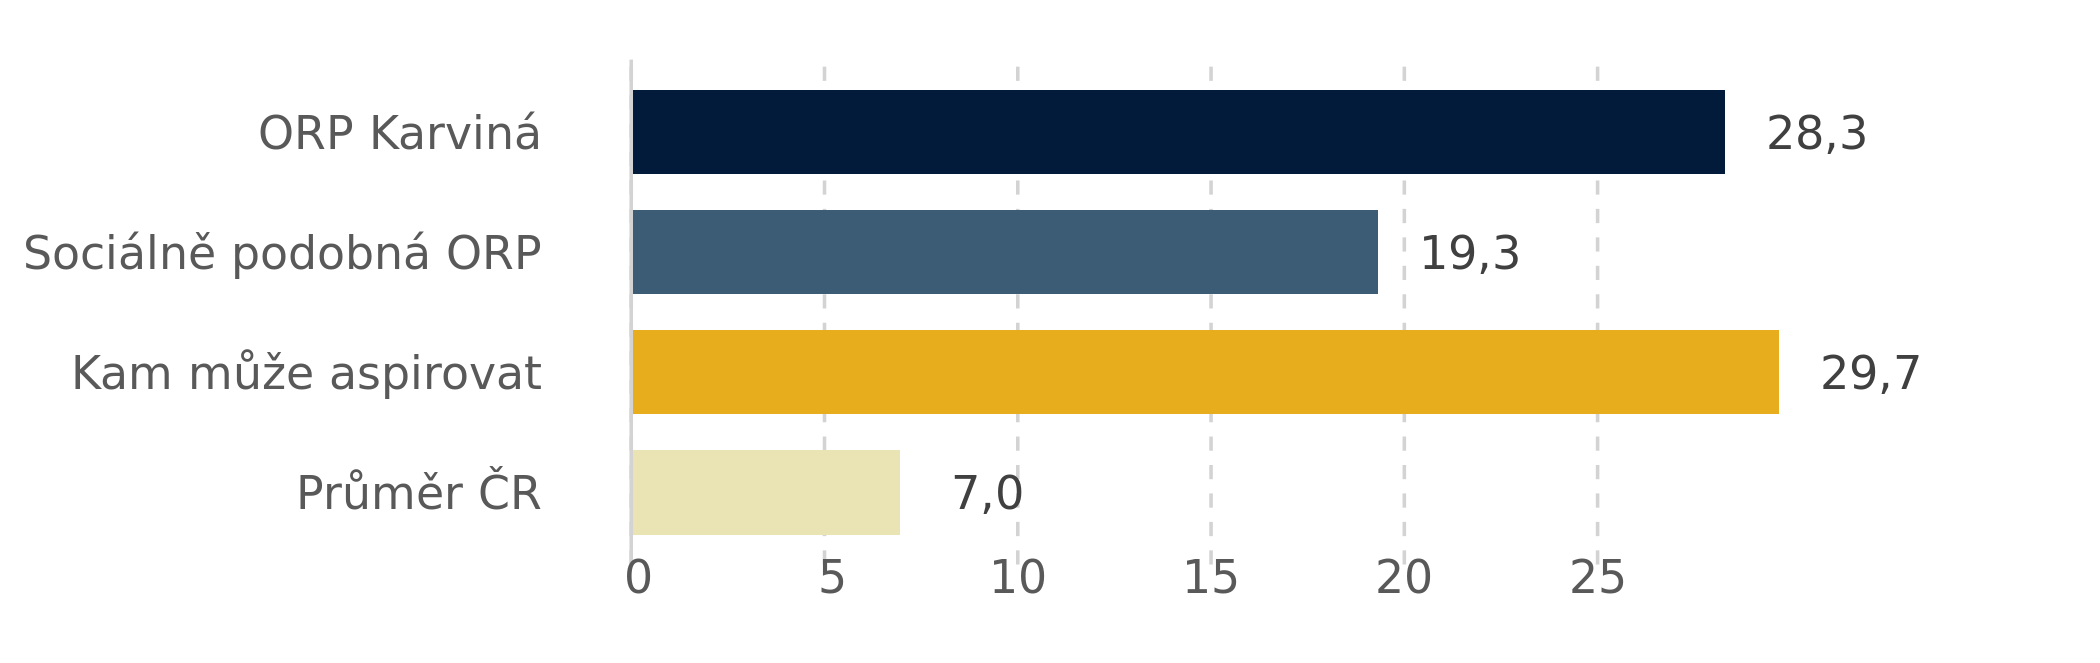 ORP Karviná 28,3
Sociálně podobná ORP 19,3
Kam může aspirovat 29,7
Průměr ČR 7,0
0 5 10 15 20 25